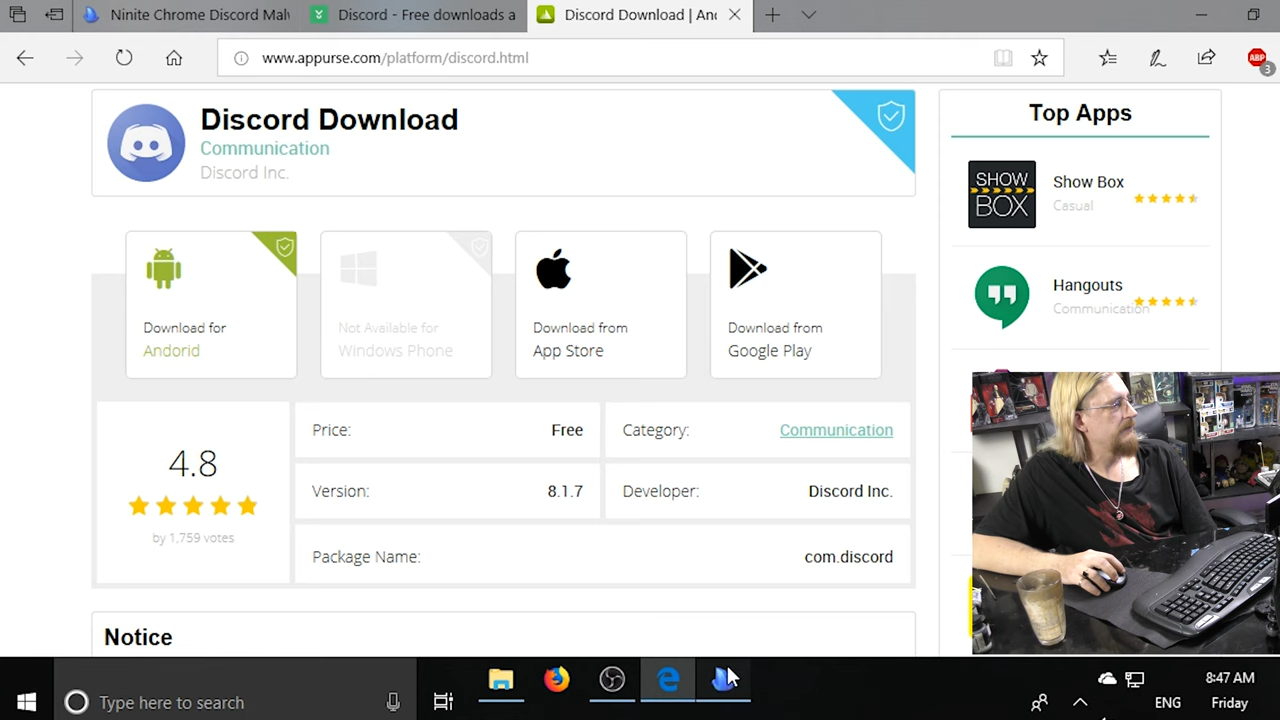 Ninite Chrome Discord Malv
Discord - Free downloads a
Discord Download | And
www.appurse.com/platform/discord.html
ABP
3
Discord Download
Communication
Discord Inc.
Download for
Andorid
Not Available for
Windows Phone
Download from
App Store
Download from
Google Play
4.8
by 1,759 votes
Price: Free
Category: Communication
Version: 8.1.7
Developer: Discord Inc.
Package Name: com.discord
Notice
Top Apps
SHOW
BOX
Show Box
Casual
Hangouts
Communication
Type here to search
ENG
8:47 AM
Friday